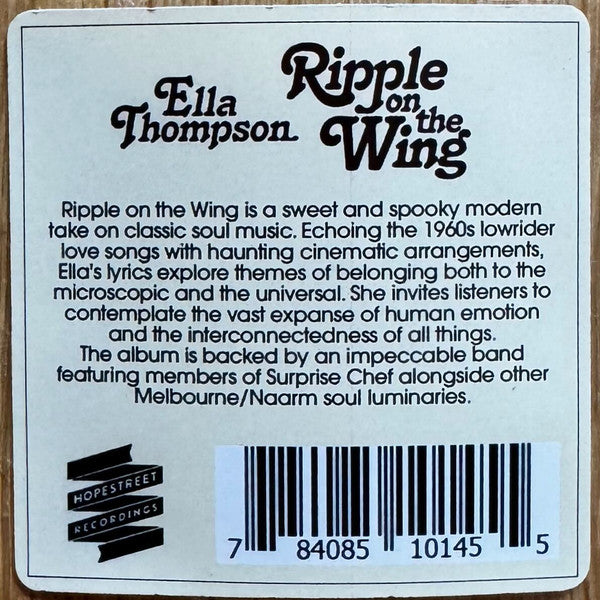 Ella
Thompson
Ripple
on
the
Wing
Ripple on the Wing is a sweet and spooky modern
take on classic soul music. Echoing the 1960s lowrider
love songs with haunting cinematic arrangements,
Ella's lyrics explore themes of belonging both to the
microscopic and the universal. She invites listeners to
contemplate the vast expanse of human emotion
and the interconnectedness of all things.
The album is backed by an impeccable band
featuring members of Surprise Chef alongside other
Melbourne/Naarm soul luminaries.
HOPESTREET
RECORDINGS
7 84085 10145 5